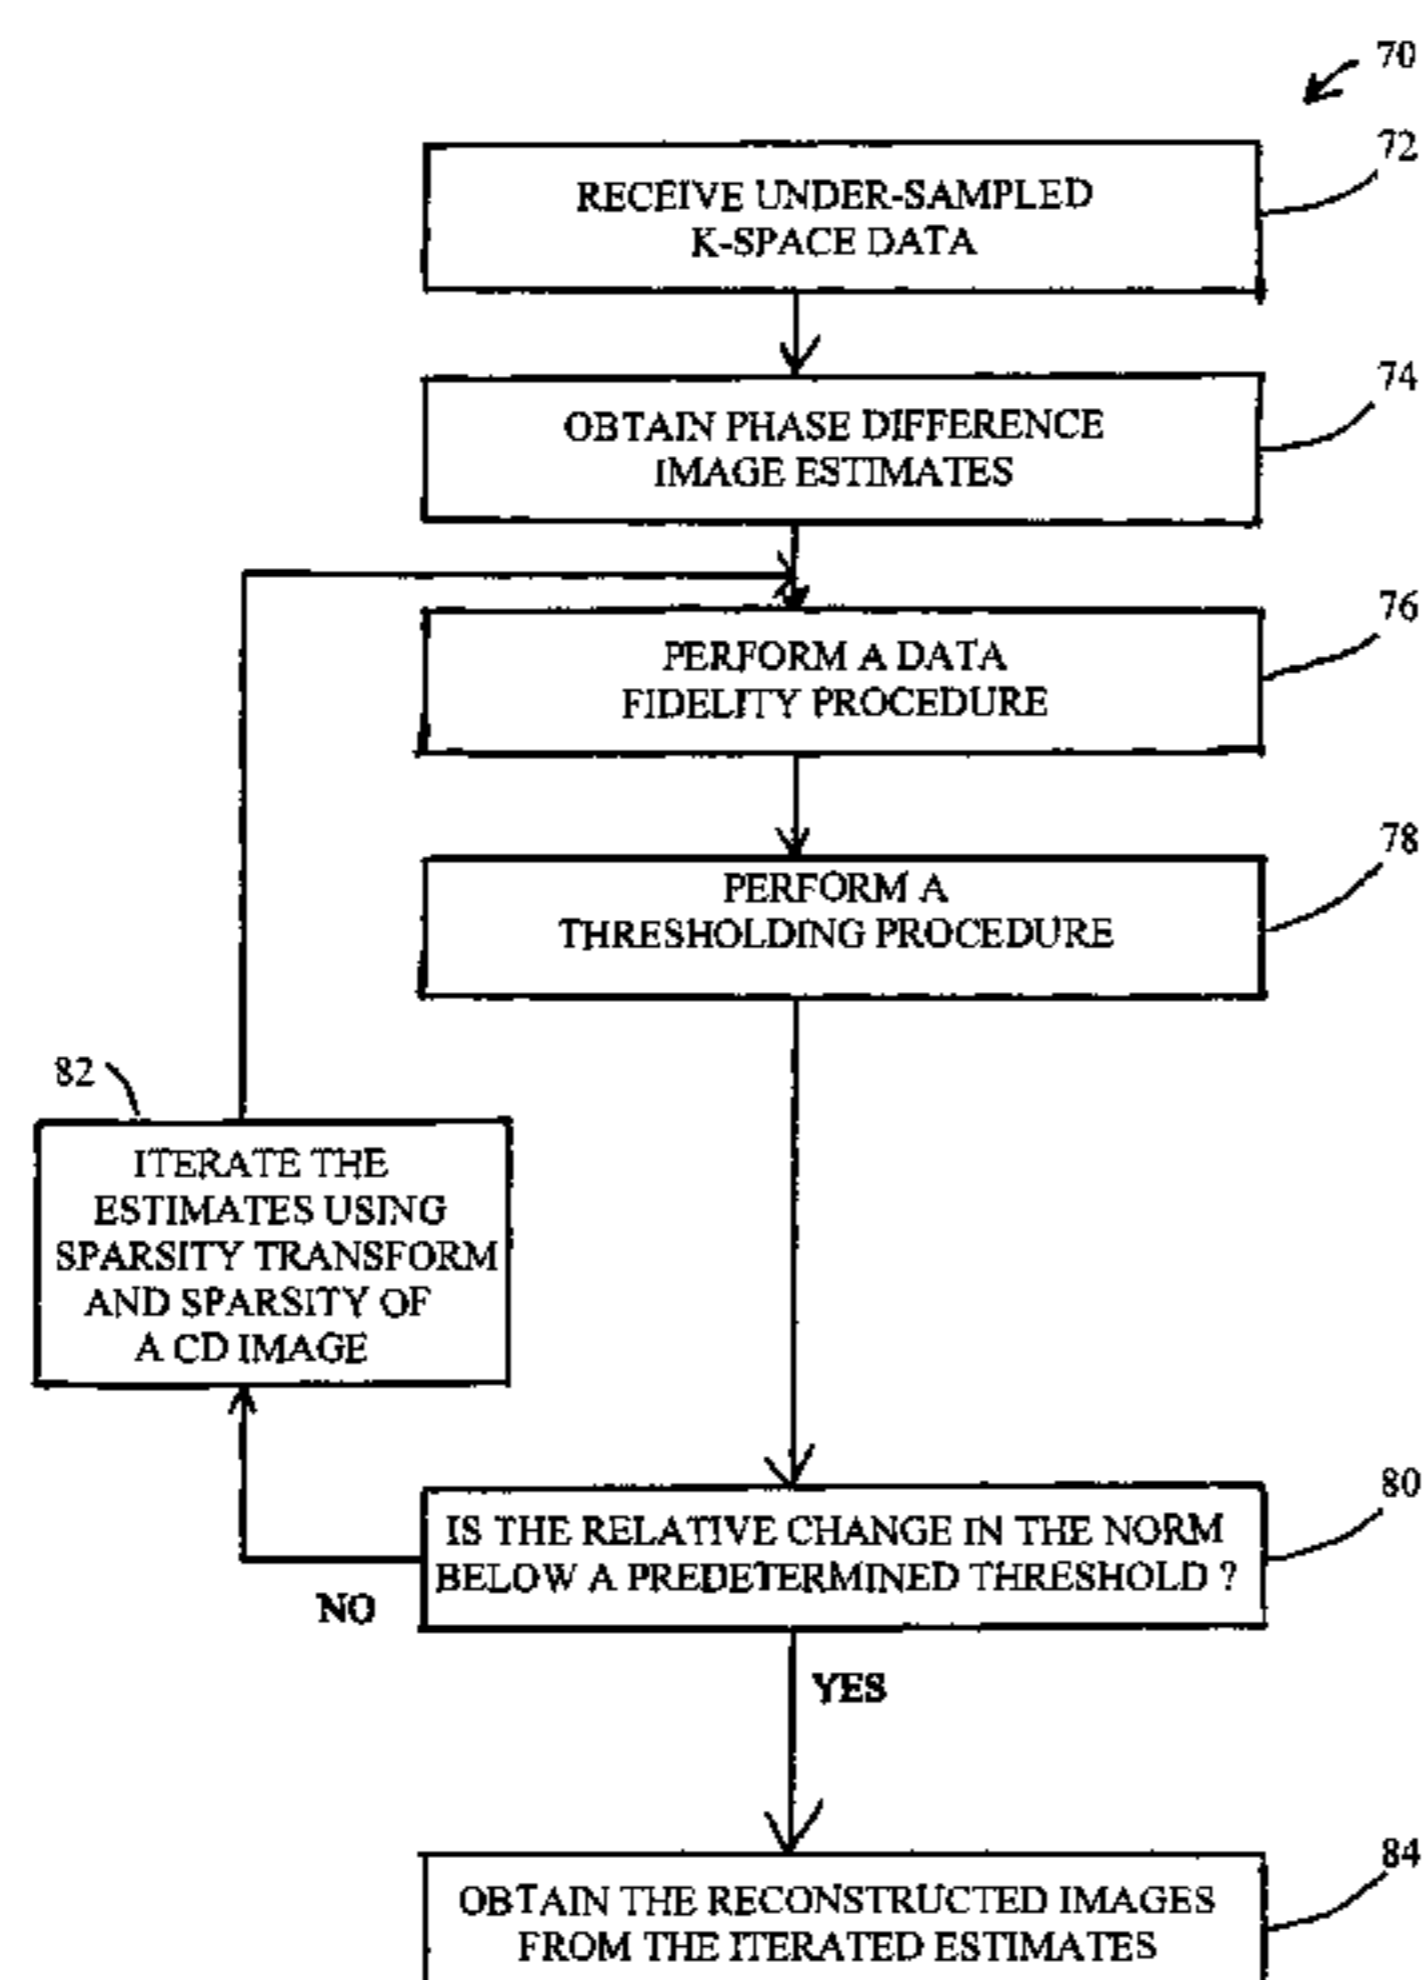 70
72
RECEIVE UNDER-SAMPLED
K-SPACE DATA
74
OBTAIN PHASE DIFFERENCE
IMAGE ESTIMATES
76
PERFORM A DATA
FIDELITY PROCEDURE
78
PERFORM A
THRESHOLDING PROCEDURE
82
ITERATE THE
ESTIMATES USING
SPARSITY TRANSFORM
AND SPARSITY OF
A CD IMAGE
80
IS THE RELATIVE CHANGE IN THE NORM
BELOW A PREDETERMINED THRESHOLD ?
NO
YES
84
OBTAIN THE RECONSTRUCTED IMAGES
FROM THE ITERATED ESTIMATES